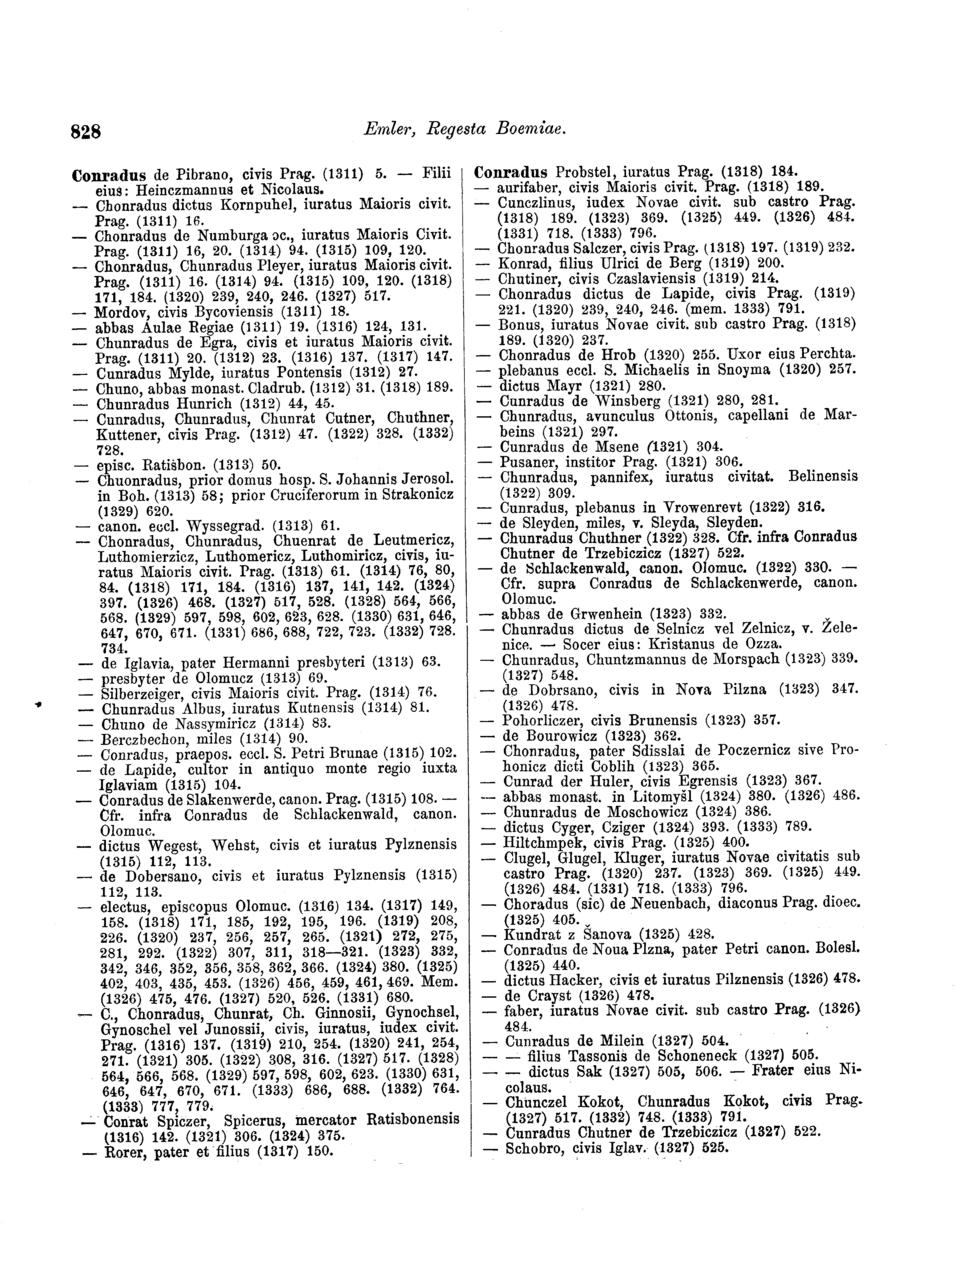 828
Emler, Regesta Boemiae.
Conradus de Pibrano, civis Prag. (1311) 5. — Filii
eius: Heinczmannus et Nicolaus.
— Chonradus dictus Kornpuhel, iuratus Maioris civit.
Prag. (1311) 16.
— Chonradus de Numburga ac., iuratus Maioris Civit.
Prag. (1311) 16, 20. (1314) 94. (1315) 109, 120.
— Chonradus, Chunradus Pleyer, iuratus Maioris civit.
Prag. (1311) 16. (1314) 94. (1315) 109, 120. (1318)
171, 184. (1320) 239, 240, 246. (1327) 517.
— Mordov, civis Bycoviensis (1311) 18.
— abbas Aulae Regiae (1311) 19. (1316) 124, 131.
— Chunradus de Egra, civis et iuratus Maioris civit.
Prag. (1311) 20. (1312) 23. (1316) 137. (1317) 147.
— Cunradus Mylde, iuratus Pontensis (1312) 27.
— Chuno, abbas monast. Cladrub. (1312) 31. (1318) 189.
— Chunradus Hunrich (1312) 44, 45.
— Cunradus, Chunradus, Chunrat Cutner, Chuthner,
Kuttener, civis Prag. (1312) 47. (1322) 328. (1332)
728.
— episc. Ratisbon. (1313) 50.
— Chuonradus, prior domus hosp. S. Johannis Jerosol.
in Boh. (1313) 58; prior Cruciferorum in Strakonicz
(1329) 620.
— canon. eccl. Wyssegrad. (1313) 61.
— Chonradus, Chunradus, Chuenrat de Leutmericz,
Luthomierzicz, Luthomericz, Luthomiricz, civis, iu-
ratus Maioris civit. Prag. (1313) 61. (1314) 76, 80,
84. (1318) 171, 184. (1316) 137, 141, 142. (1324)
397. (1326) 468. (1327) 517, 528. (1328) 564, 566,
568. (1329) 597, 598, 602, 623, 628. (1330) 631, 646,
647, 670, 671. (1331) 686, 688, 722, 723. (1332) 728.
734.
— de Iglavia, pater Hermanni presbyteri (1313) 63.
— presbyter de Olomucz (1313) 69.
— Silberzeiger, civis Maioris civit. Prag. (1314) 76.
— Chunradus Albus, iuratus Kutnensis (1314) 81.
— Chuno de Nassymiricz (1314) 83.
— Berczbechon, miles (1314) 90.
— Conradus, praepos. eccl. S. Petri Brunae (1315) 102.
— de Lapide, cultor in antiquo monte regio iuxta
Iglaviam (1315) 104.
— Conradus de Slakenwerde, canon. Prag. (1315) 108. —
Cfr. infra Conradus de Schlackenwald, canon.
Olomuc.
— dictus Wegest, Wehst, civis et iuratus Pylznensis
(1315) 112, 113.
— de Dobersano, civis et iuratus Pylznensis (1315)
112, 113.
— electus, episcopus Olomuc. (1316) 134. (1317) 149,
158. (1318) 171, 185, 192, 195, 196. (1319) 208,
226. (1320) 237, 256, 257, 265. (1321) 272, 275,
281, 292. (1322) 307, 311, 318—321. (1323) 332,
342, 346, 352, 356, 358, 362, 366. (1324) 380. (1325)
402, 403, 435, 453. (1326) 456, 459, 461, 469. Mem.
(1326) 475, 476. (1327) 520, 526. (1331) 680.
— C., Chonradus, Chunrat, Ch. Ginnosii, Gynochsel,
Gynoschel vel Junossii, civis, iuratus, iudex civit.
Prag. (1316) 137. (1319) 210, 254. (1320) 241, 254,
271. (1321) 305. (1322) 308, 316. (1327) 517. (1328)
564, 566, 568. (1329) 597, 598, 602, 623. (1330) 631,
646, 647, 670, 671. (1333) 686, 688. (1332) 764.
(1333) 777, 779.
— Conrat Spiczer, Spicerus, mercator Ratisbonensis
(1316) 142. (1321) 306. (1324) 375.
— Rorer, pater et filius (1317) 150.
Conradus Probstel, iuratus Prag. (1318) 184.
— aurifaber, civis Maioris civit. Prag. (1318) 189.
— Cunczlinus, iudex Novae civit. sub castro Prag.
(1318) 189. (1323) 369. (1325) 449. (1326) 484.
(1331) 718. (1333) 796.
— Chonradus Salczer, civis Prag. (1318) 197. (1319) 232.
— Konrad, filius Ulrici de Berg (1319) 200.
— Chutiner, civis Czaslaviensis (1319) 214.
— Chonradus dictus de Lapide, civis Prag. (1319)
221. (1320) 239, 240, 246. (mem. 1333) 791.
— Bonus, iuratus Novae civit. sub castro Prag. (1318)
189. (1320) 237.
— Chonradus de Hrob (1320) 255. Uxor eius Perchta.
— plebanus eccl. S. Michaelis in Snoyma (1320) 257.
— dictus Mayr (1321) 280.
— Cunradus de Winsberg (1321) 280, 281.
— Chunradus, avunculus Ottonis, capellani de Mar-
beins (1321) 297.
— Cunradus de Msene (1321) 304.
— Pusaner, institor Prag. (1321) 306.
— Chunradus, pannifex, iuratus civitat. Belinensis
(1322) 309.
— Cunradus, plebanus in Vrowenrevt (1322) 316.
— de Sleyden, miles, v. Sleyda, Sleyden.
— Chunradus Chuthner (1322) 328. Cfr. infra Conradus
Chutner de Trzebiczicz (1327) 522.
— de Schlackenwald, canon. Olomuc. (1322) 330. —
Cfr. supra Conradus de Schlackenwerde, canon.
Olomuc.
— abbas de Grwenhein (1323) 332.
— Chunradus dictus de Selnicz vel Zelnicz, v. Žele-
nice. — Socer eius: Kristanus de Ozza.
— Chunradus, Chuntzmannus de Morspach (1323) 339.
(1327) 548.
— de Dobrsano, civis in Nova Pilzna (1323) 347.
(1326) 478.
— Pohorliczer, civis Brunensis (1323) 357.
— de Bourowicz (1323) 362.
— Chonradus, pater Sdisslai de Poczernicz sive Pro-
honicz dicti Coblih (1323) 365.
— Cunrad der Huler, civis Egrensis (1323) 367.
— abbas monast. in Litomyšl (1324) 380. (1326) 486.
— Chunradus de Moschowicz (1324) 386.
— dictus Cyger, Cziger (1324) 393. (1333) 789.
— Hiltchmpek, civis Prag. (1325) 400.
— Clugel, Glugel, Kluger, iuratus Novae civitatis sub
castro Prag. (1320) 237. (1323) 369. (1325) 449.
(1326) 484. (1331) 718. (1333) 796.
— Choradus (sic) de Neuenbach, diaconus Prag. dioec.
(1325) 405.
— Kundrat z Šanova (1325) 428.
— Conradus de Noua Plzna, pater Petri canon. Bolesl.
(1325) 440.
— dictus Hacker, civis et iuratus Pilznensis (1326) 478.
— de Crayst (1326) 478.
— faber, iuratus Novae civit. sub castro Prag. (1326)
484.
— Cunradus de Milein (1327) 504.
— — filius Tassonis de Schoneneck (1327) 505.
— — dictus Sak (1327) 505, 506. — Frater eius Ni-
colaus.
— Chunczel Kokot, Chunradus Kokot, civis Prag.
(1327) 517. (1332) 748. (1333) 791.
— Cunradus Chutner de Trzebiczicz (1327) 522.
— Schobro, civis Iglav. (1327) 525.